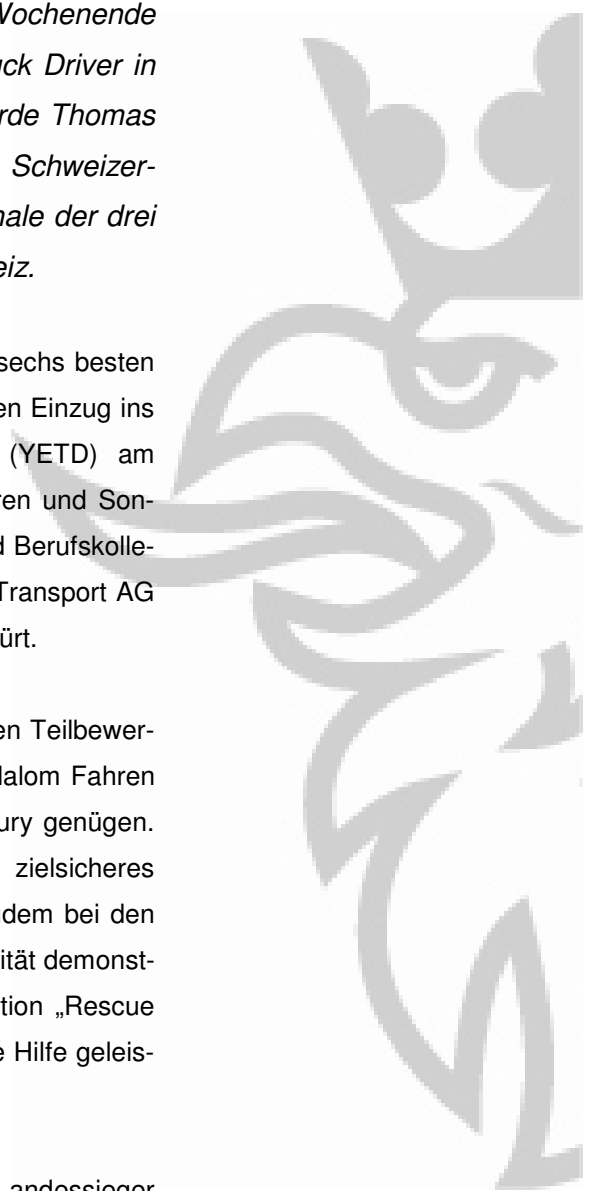 Wochenende
uck Driver in
rde Thomas
Schweizer-
nale der drei
eiz.
sechs besten
en Einzug ins
(YETD) am
ren und Son-
d Berufskolle-
Transport AG
ürt.
en Teilbewer-
lalom Fahren
ury genügen.
zielsicheres
dem bei den
ität demonst-
tion „Rescue
e Hilfe geleis-
andessieger